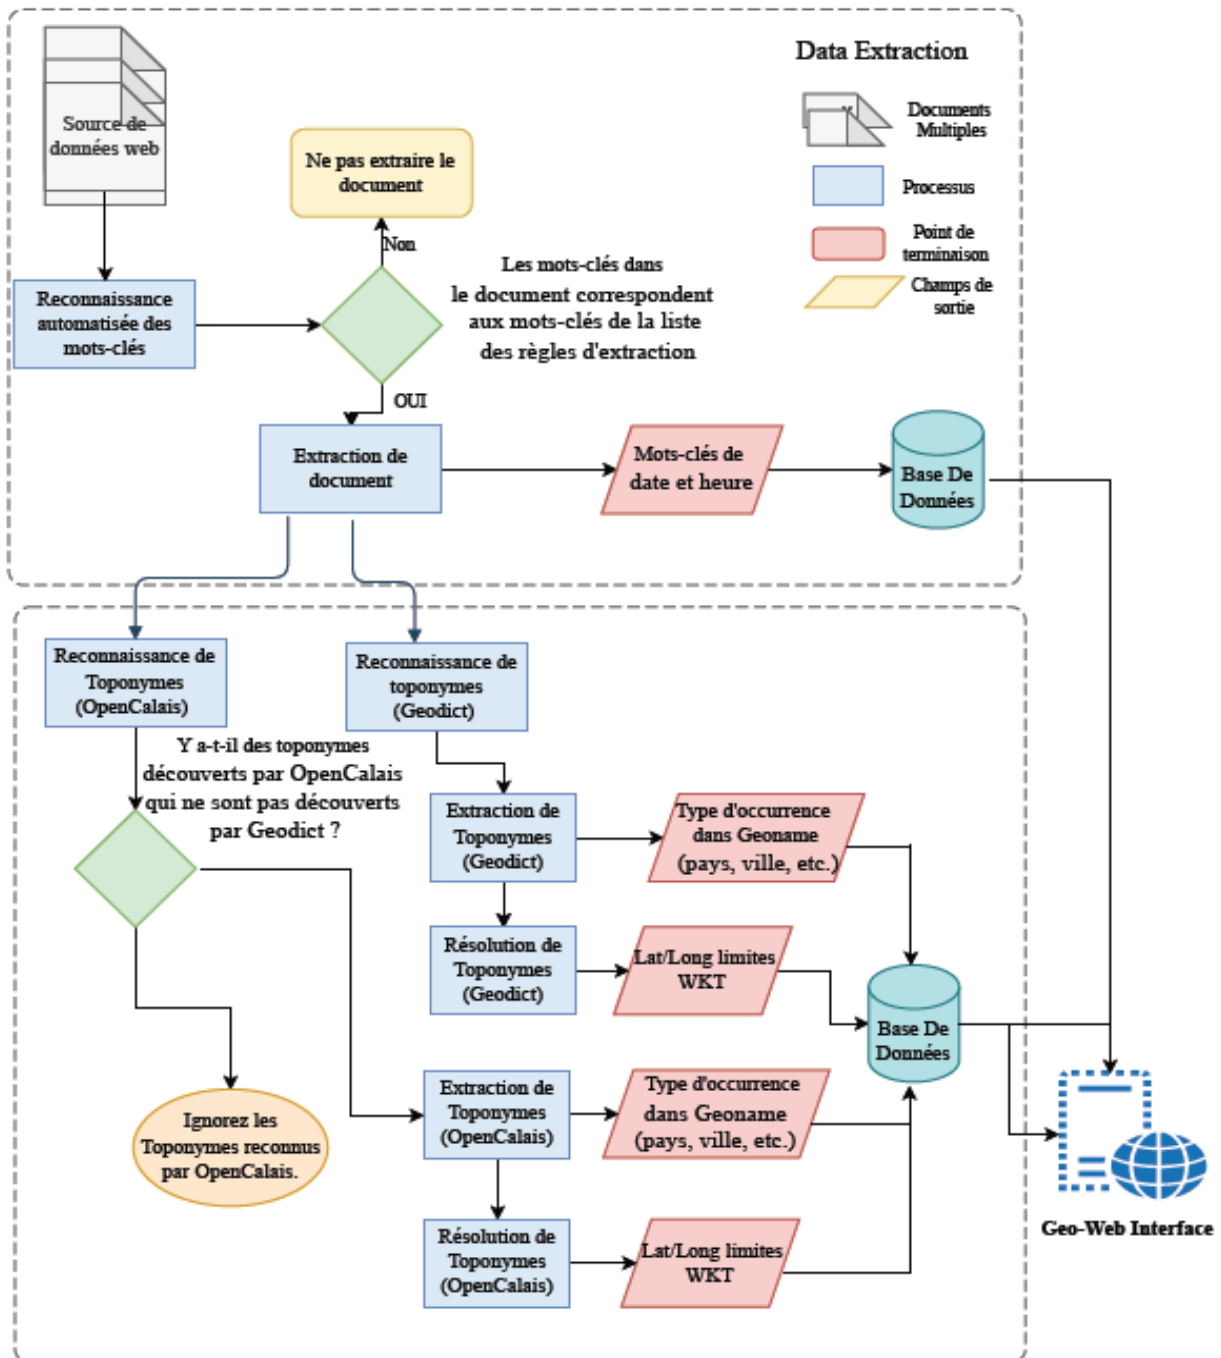 Data Extraction
Documents
Multiples
Processus
Point de
terminaison
Champs de
sortie
Source de
données web
Ne pas extraire le
document
Non
Les mots-clés dans
le document correspondent
aux mots-clés de la liste
des règles d'extraction
Reconnaissance
automatisée des
mots-clés
OUI
Extraction de
document
Mots-clés de
date et heure
Base De
Données
Reconnaissance de
Toponymes
(OpenCalais)
Reconnaissance de
toponymes
(Geodict)
Y a-t-il des toponymes
découverts par OpenCalais
qui ne sont pas découverts
par Geodict ?
Extraction de
Toponymes
(Geodict)
Type d'occurrence
dans Geoname
(pays, ville, etc.)
Résolution de
Toponymes
(Geodict)
Lat/Long limites
WKT
Base De
Données
Extraction de
Toponymes
(OpenCalais)
Type d'occurrence
dans Geoname
(pays, ville, etc.)
Ignorez les
Toponymes reconnus
par OpenCalais.
Résolution de
Toponymes
(OpenCalais)
Lat/Long limites
WKT
Geo-Web Interface